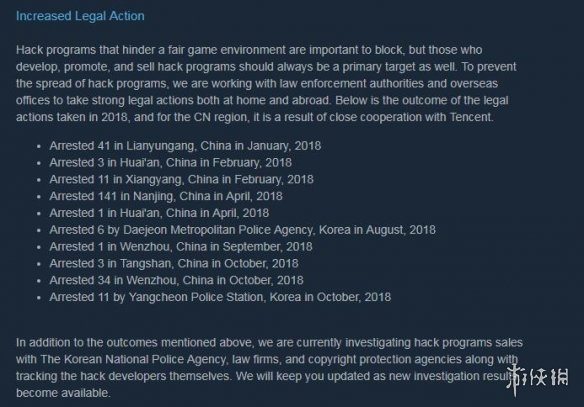 Increased Legal Action
Hack programs that hinder a fair game environment are important to block, but those who
develop, promote, and sell hack programs should always be a primary target as well. To prevent
the spread of hack programs, we are working with law enforcement authorities and overseas
offices to take strong legal actions both at home and abroad. Below is the outcome of the legal
actions taken in 2018, and for the CN region, it is a result of close cooperation with Tencent.
• Arrested 41 in Lianyungang, China in January, 2018
• Arrested 3 in Huai'an, China in February, 2018
• Arrested 11 in Xiangyang, China in February, 2018
• Arrested 141 in Nanjing, China in April, 2018
• Arrested 1 in Huai'an, China in April, 2018
• Arrested 6 by Daejeon Metropolitan Police Agency, Korea in August, 2018
• Arrested 1 in Wenzhou, China in September, 2018
• Arrested 3 in Tangshan, China in October, 2018
• Arrested 34 in Wenzhou, China in October, 2018
• Arrested 11 by Yangcheon Police Station, Korea in October, 2018
In addition to the outcomes mentioned above, we are currently investigating hack programs sales
with The Korean National Police Agency, law firms, and copyright protection agencies along with
tracking the hack developers themselves. We will keep you updated as new investigation results
become available.
游侠网